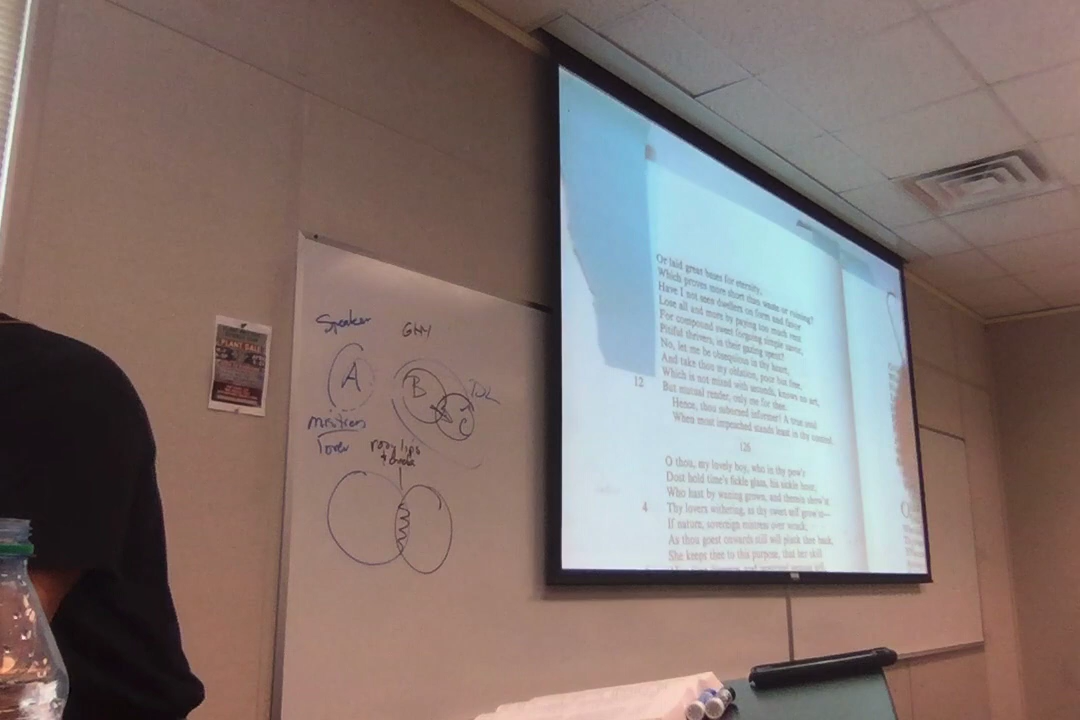 PLANT SALE
Speaker
GHY
A
B
C
DL
Lover
rosy lips
+ cheeks
Or laid great bases for eternity,
Which proves more short than waste or ruining?
Have I not seen dwellers on form and favor
Lose all and more by paying too much rent
For compound sweet forgoing simple savor,
Pitiful thrivers, in their gazing spent?
No, let me be obsequious in thy heart,
And take thou my oblation, poor but free,
12 Which is not mixed with seconds, knows no art,
But mutual render, only me for thee.
Hence, thou suborned informer! A true soul
When most impeached stands least in thy control.
126
O thou, my lovely boy, who in thy pow'r
Dost hold time's fickle glass, his sickle hour,
Who hast by waning grown, and therein show'st
4 Thy lovers withering, as thy sweet self grow'st—
If nature, sovereign mistress over wrack,
As thou goest onwards still will pluck thee back,
She keeps thee to this purpose, that her skill